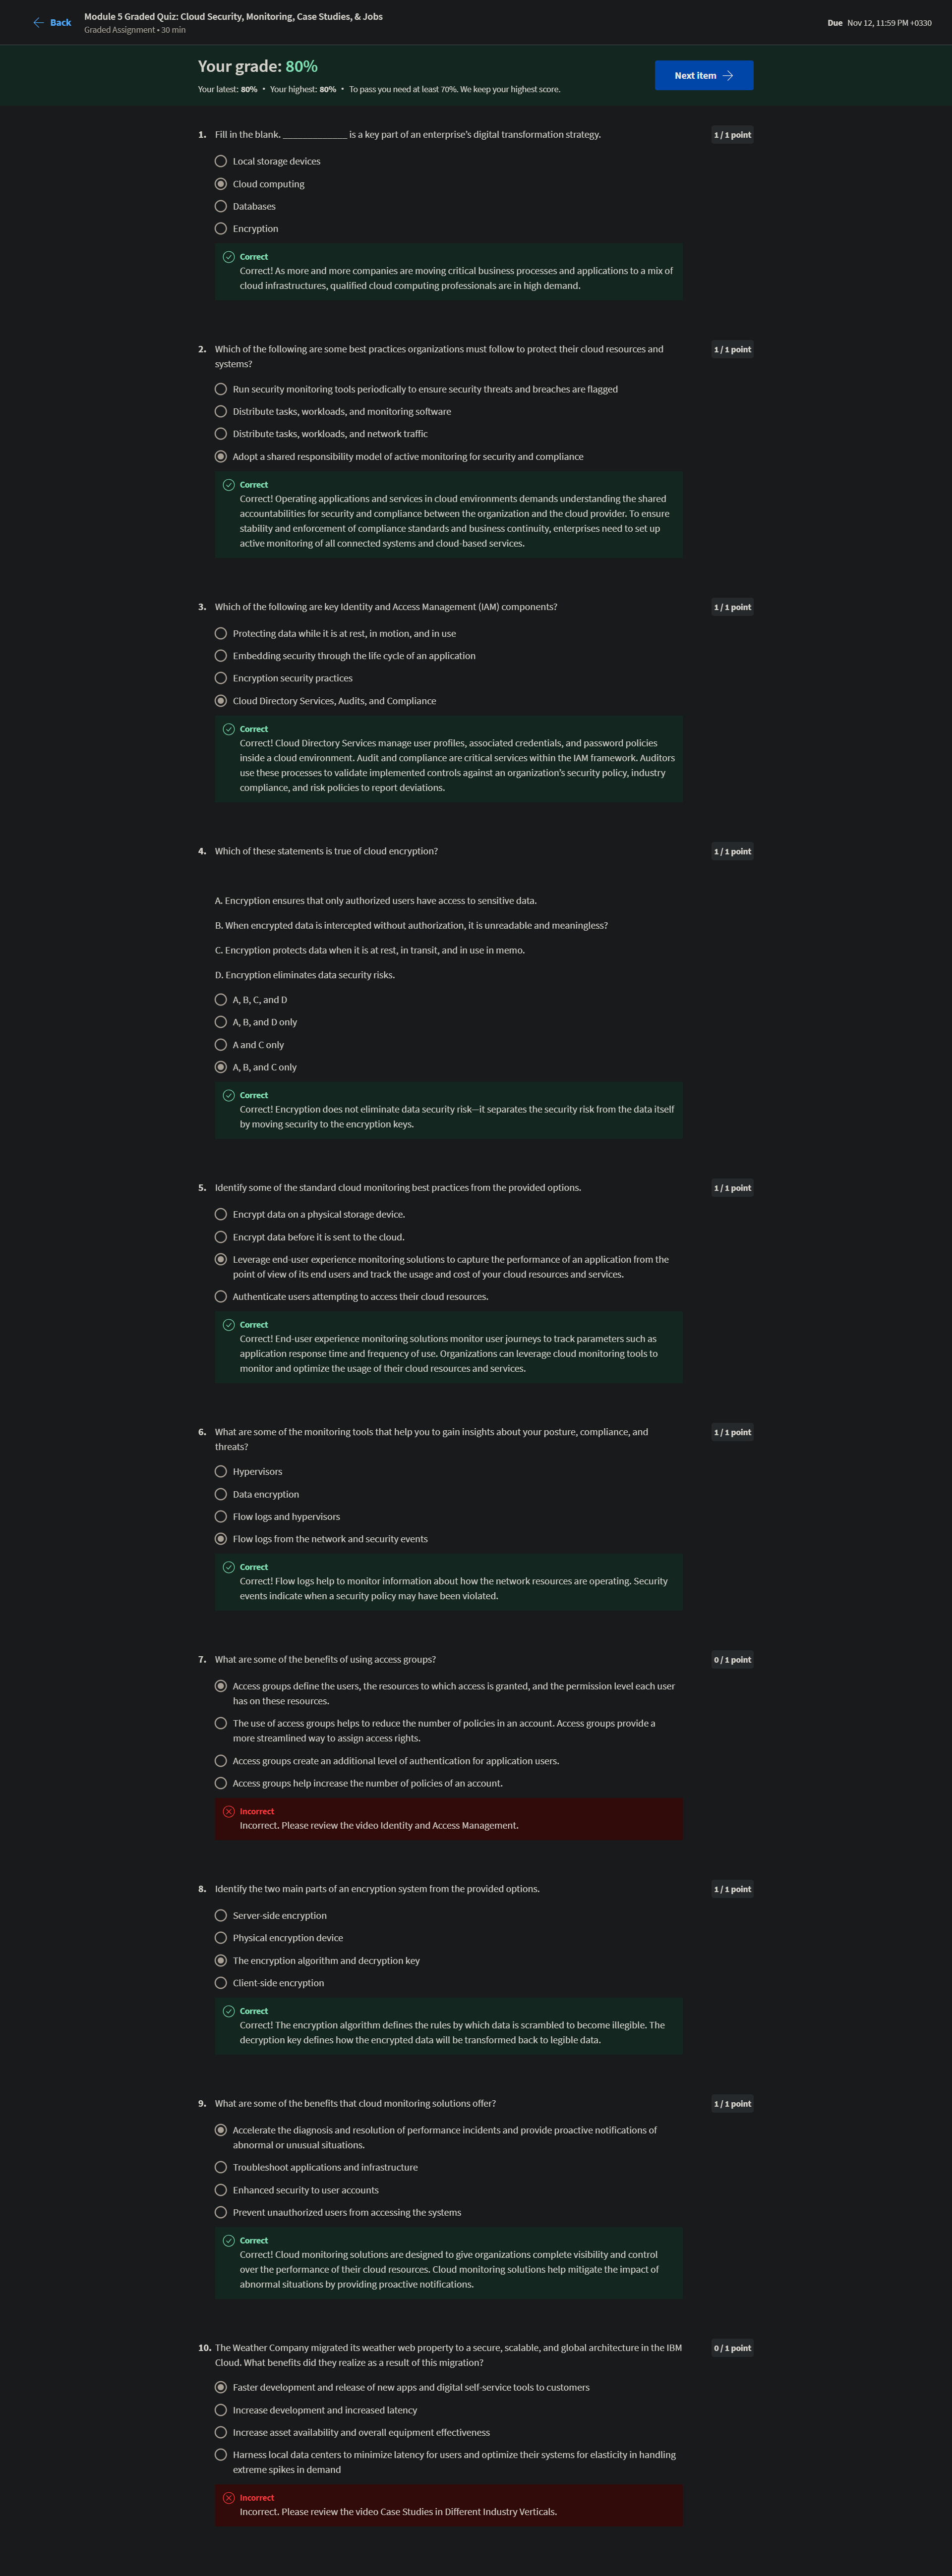 Back
Module 5 Graded Quiz: Cloud Security, Monitoring, Case Studies, & Jobs
Graded Assignment • 30 min
Due Nov 12, 11:59 PM +0330
Your grade: 80%
Your latest: 80% • Your highest: 80% • To pass you need at least 70%. We keep your highest score.
Next item
1. Fill in the blank. _____________ is a key part of an enterprise's digital transformation strategy.
1 / 1 point
Local storage devices
Cloud computing
Databases
Encryption
Correct
Correct! As more and more companies are moving critical business processes and applications to a mix of
cloud infrastructures, qualified cloud computing professionals are in high demand.
2. Which of the following are some best practices organizations must follow to protect their cloud resources and
systems?
1 / 1 point
Run security monitoring tools periodically to ensure security threats and breaches are flagged
Distribute tasks, workloads, and monitoring software
Distribute tasks, workloads, and network traffic
Adopt a shared responsibility model of active monitoring for security and compliance
Correct
Correct! Operating applications and services in cloud environments demands understanding the shared
accountabilities for security and compliance between the organization and the cloud provider. To ensure
stability and enforcement of compliance standards and business continuity, enterprises need to set up
active monitoring of all connected systems and cloud-based services.
3. Which of the following are key Identity and Access Management (IAM) components?
1 / 1 point
Protecting data while it is at rest, in motion, and in use
Embedding security through the life cycle of an application
Encryption security practices
Cloud Directory Services, Audits, and Compliance
Correct
Correct! Cloud Directory Services manage user profiles, associated credentials, and password policies
inside a cloud environment. Audit and compliance are critical services within the IAM framework. Auditors
use these processes to validate implemented controls against an organization's security policy, industry
compliance, and risk policies to report deviations.
4. Which of these statements is true of cloud encryption?
1 / 1 point
A. Encryption ensures that only authorized users have access to sensitive data.
B. When encrypted data is intercepted without authorization, it is unreadable and meaningless?
C. Encryption protects data when it is at rest, in transit, and in use in memo.
D. Encryption eliminates data security risks.
A, B, C, and D
A, B, and D only
A and C only
A, B, and C only
Correct
Correct! Encryption does not eliminate data security risk—it separates the security risk from the data itself
by moving security to the encryption keys.
5. Identify some of the standard cloud monitoring best practices from the provided options.
1 / 1 point
Encrypt data on a physical storage device.
Encrypt data before it is sent to the cloud.
Leverage end-user experience monitoring solutions to capture the performance of an application from the
point of view of its end users and track the usage and cost of your cloud resources and services.
Authenticate users attempting to access their cloud resources.
Correct
Correct! End-user experience monitoring solutions monitor user journeys to track parameters such as
application response time and frequency of use. Organizations can leverage cloud monitoring tools to
monitor and optimize the usage of their cloud resources and services.
6. What are some of the monitoring tools that help you to gain insights about your posture, compliance, and
threats?
1 / 1 point
Hypervisors
Data encryption
Flow logs and hypervisors
Flow logs from the network and security events
Correct
Correct! Flow logs help to monitor information about how the network resources are operating. Security
events indicate when a security policy may have been violated.
7. What are some of the benefits of using access groups?
0 / 1 point
Access groups define the users, the resources to which access is granted, and the permission level each user
has on these resources.
The use of access groups helps to reduce the number of policies in an account. Access groups provide a
more streamlined way to assign access rights.
Access groups create an additional level of authentication for application users.
Access groups help increase the number of policies of an account.
Incorrect
Incorrect. Please review the video Identity and Access Management.
8. Identify the two main parts of an encryption system from the provided options.
1 / 1 point
Server-side encryption
Physical encryption device
The encryption algorithm and decryption key
Client-side encryption
Correct
Correct! The encryption algorithm defines the rules by which data is scrambled to become illegible. The
decryption key defines how the encrypted data will be transformed back to legible data.
9. What are some of the benefits that cloud monitoring solutions offer?
1 / 1 point
Accelerate the diagnosis and resolution of performance incidents and provide proactive notifications of
abnormal or unusual situations.
Troubleshoot applications and infrastructure
Enhanced security to user accounts
Prevent unauthorized users from accessing the systems
Correct
Correct! Cloud monitoring solutions are designed to give organizations complete visibility and control
over the performance of their cloud resources. Cloud monitoring solutions help mitigate the impact of
abnormal situations by providing proactive notifications.
10. The Weather Company migrated its weather web property to a secure, scalable, and global architecture in the IBM
Cloud. What benefits did they realize as a result of this migration?
0 / 1 point
Faster development and release of new apps and digital self-service tools to customers
Increase development and increased latency
Increase asset availability and overall equipment effectiveness
Harness local data centers to minimize latency for users and optimize their systems for elasticity in handling
extreme spikes in demand
Incorrect
Incorrect. Please review the video Case Studies in Different Industry Verticals.